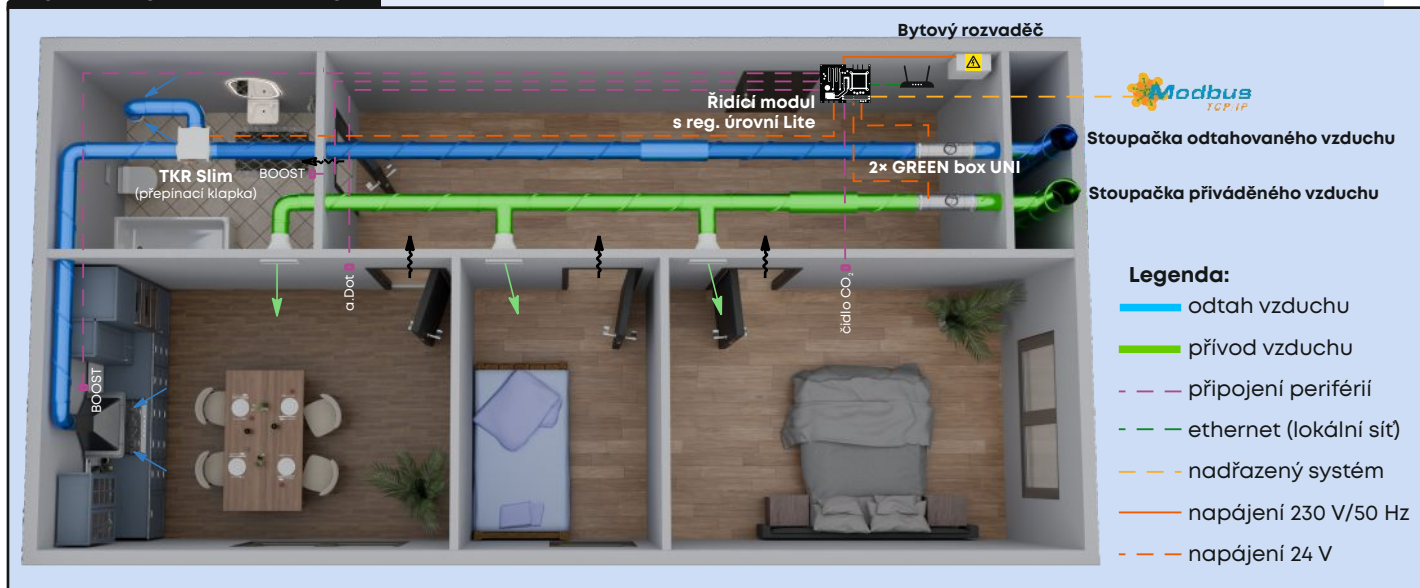 Bytový rozvaděč
Řidící modul
s reg. úrovní Lite
Modbus
TCP/IP
Stoupačka odtahovaného vzduchu
TKR Slim
(přepínací klapka)
BOOST
2× GREEN box UNI
Stoupačka přiváděného vzduchu
a.Dot
čidlo CO₂
BOOST
Legenda:
odtah vzduchu
přívod vzduchu
připojení periférií
ethernet (lokální síť)
nadřazený systém
napájení 230 V/50 Hz
napájení 24 V